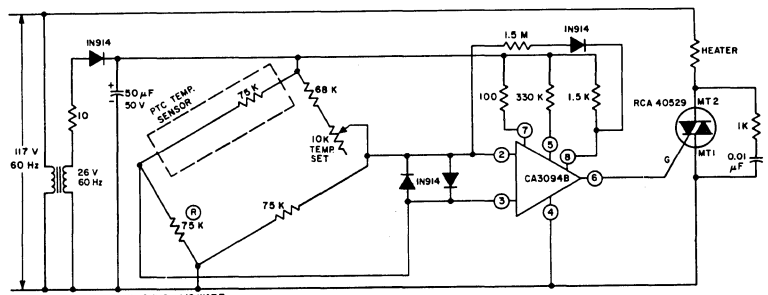 117 V
60 Hz
26 V
60 Hz
10
1N914
+
-
50 μF
50 V
PTC TEMP.
SENSOR
75 K
68 K
10K
TEMP.
SET
R
75 K
75 K
1N914
1.5 M
1N914
100
330 K
1.5 K
7
5
8
2
3
4
6
CA3094B
HEATER
RCA 40529
MT2
MT1
G
1K
0.01
μF